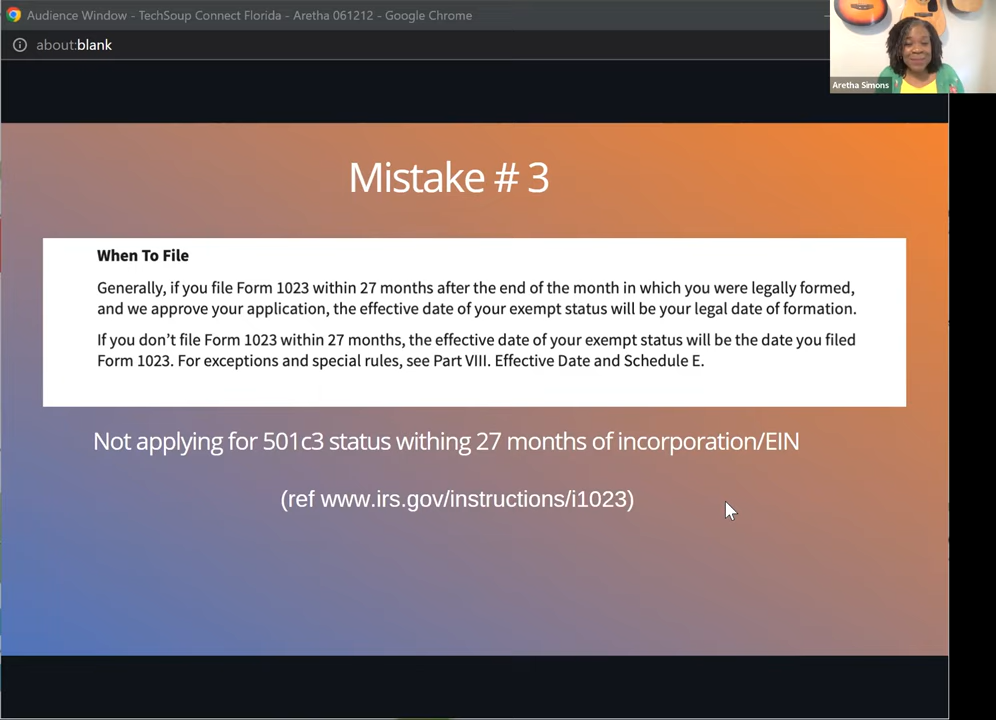 Audience Window - TechSoup Connect Florida - Aretha 061212 - Google Chrome
about:blank
Aretha Simons
Mistake # 3
When To File
Generally, if you file Form 1023 within 27 months after the end of the month in which you were legally formed,
and we approve your application, the effective date of your exempt status will be your legal date of formation.
If you don’t file Form 1023 within 27 months, the effective date of your exempt status will be the date you filed
Form 1023. For exceptions and special rules, see Part VIII. Effective Date and Schedule E.
Not applying for 501c3 status withing 27 months of incorporation/EIN
(ref www.irs.gov/instructions/i1023)